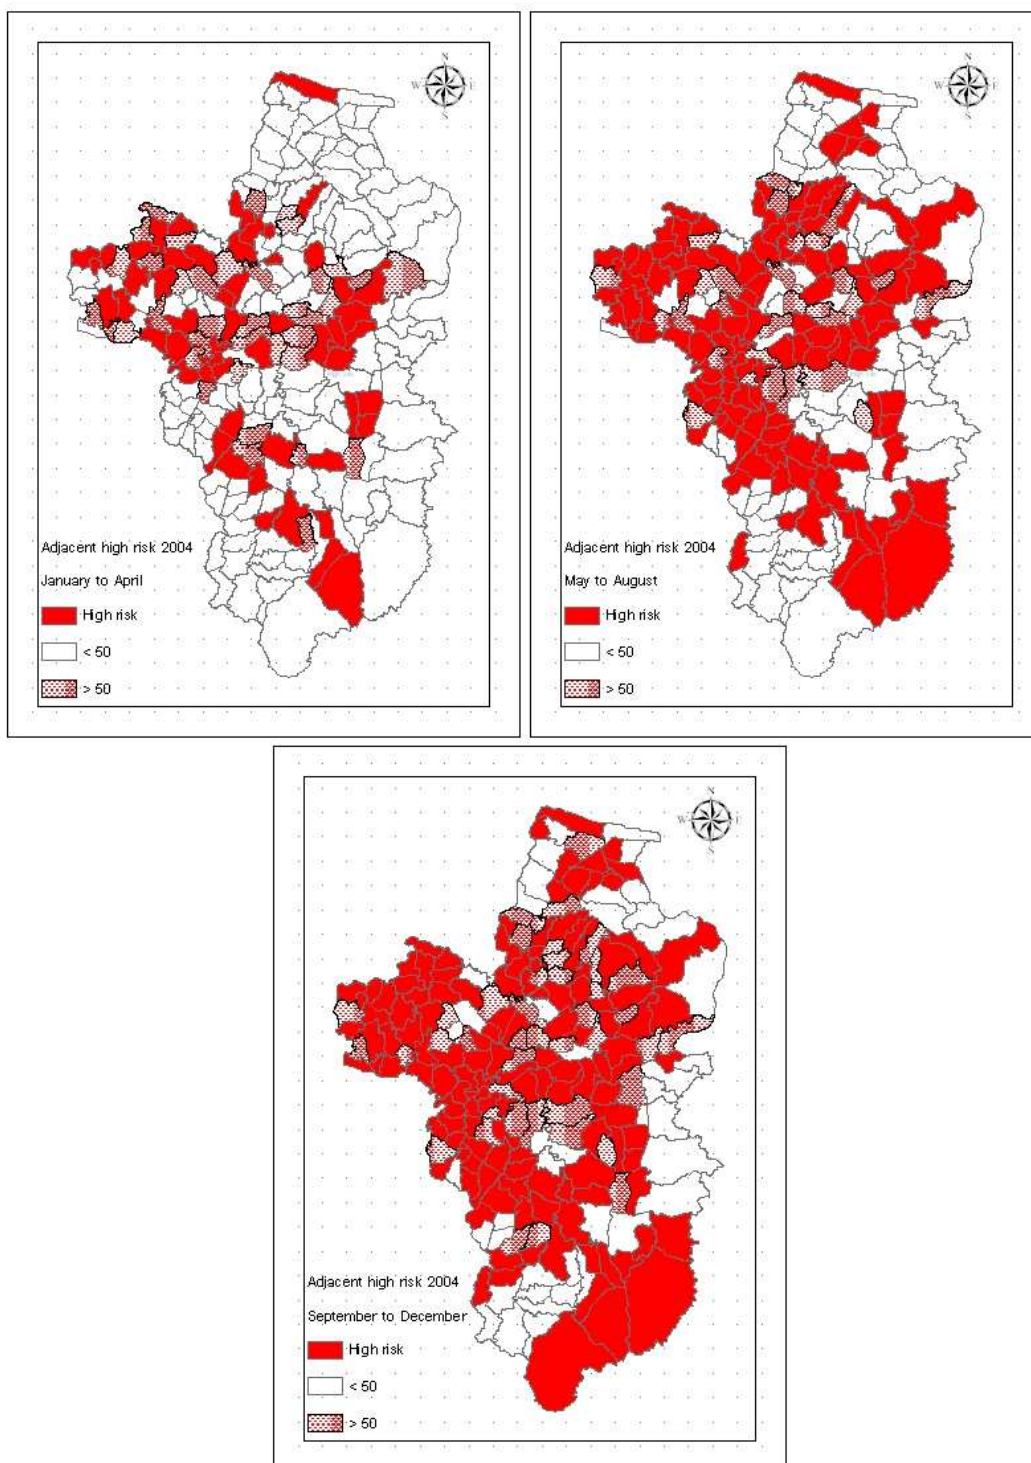 N
W E
S
Adjacent high risk 2004
January to April
High risk
< 50
> 50
N
W E
S
Adjacent high risk 2004
May to August
High risk
< 50
> 50
N
W E
S
Adjacent high risk 2004
September to December
High risk
< 50
> 50